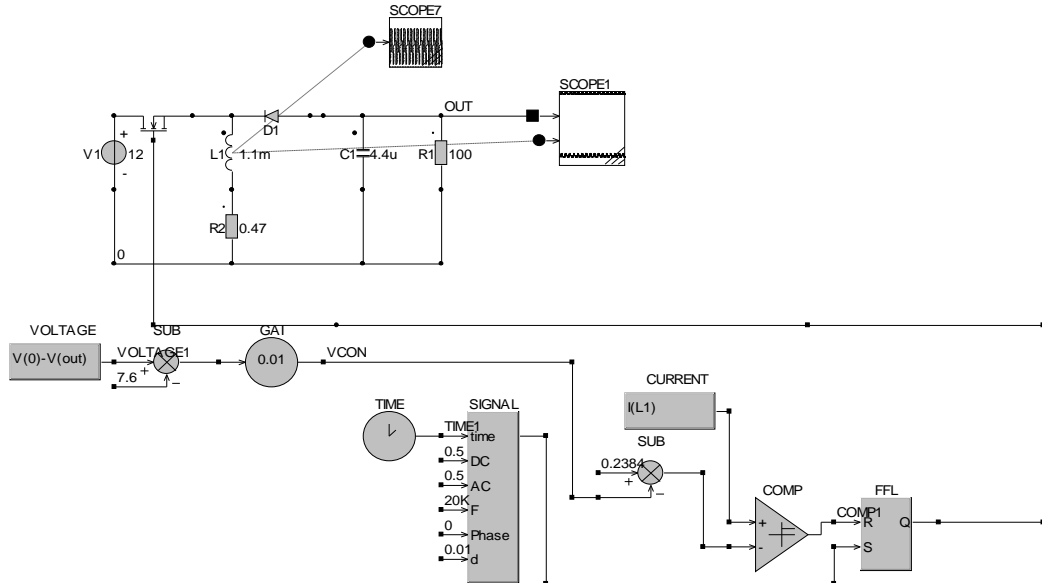 SCOPE7
SCOPE1
OUT
D1
V1
+
12
-
L1
1.1m
C1
4.4u
R1
100
R2
0.47
0
VOLTAGE
SUB
GAI
V(0)-V(out)
VOLTAGE1
0.01
VCON
+
−
7.6
CURRENT
I(L1)
TIME
SIGNAL
TIME1
time
0.5
DC
0.5
AC
20K
F
0
Phase
0.01
d
SUB
0.2384
+
−
COMP
+
-
COMP1
FFL
R
Q
S